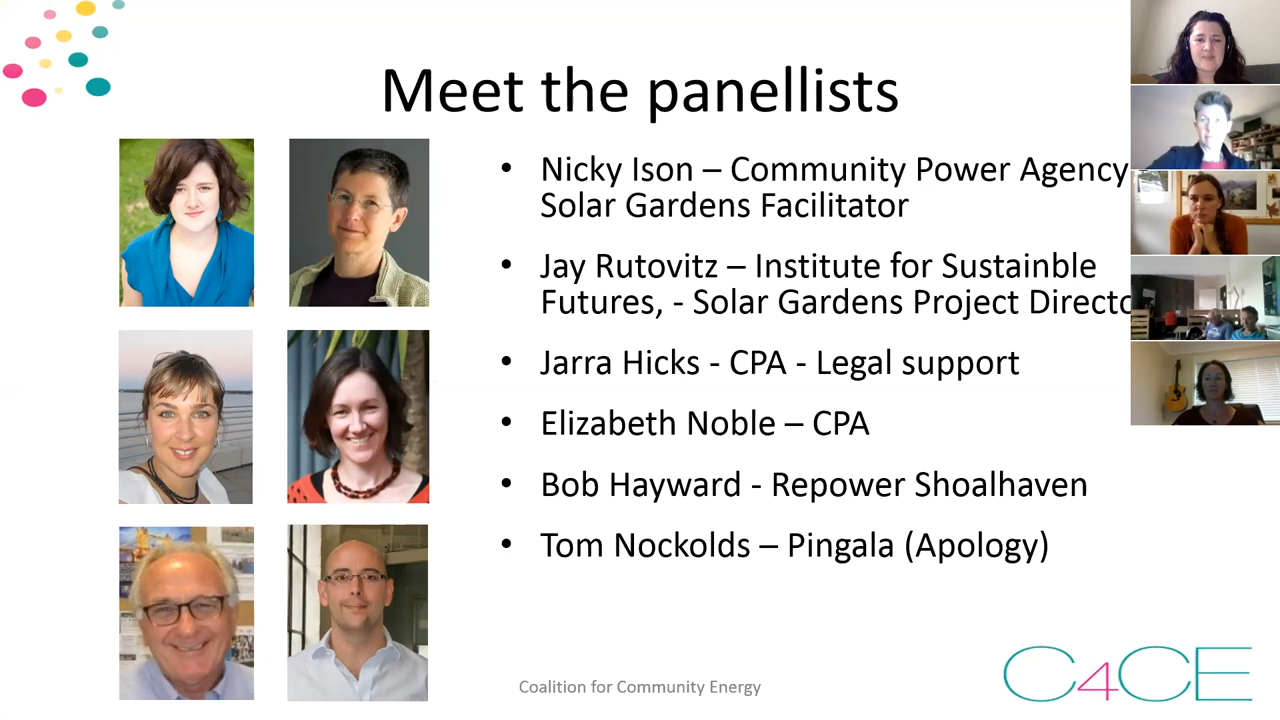 Meet the panellists
• Nicky Ison – Community Power Agency
Solar Gardens Facilitator
• Jay Rutovitz – Institute for Sustainble
Futures, - Solar Gardens Project Directo
• Jarra Hicks - CPA - Legal support
• Elizabeth Noble – CPA
• Bob Hayward - Repower Shoalhaven
• Tom Nockolds – Pingala (Apology)
Coalition for Community Energy
C4CE